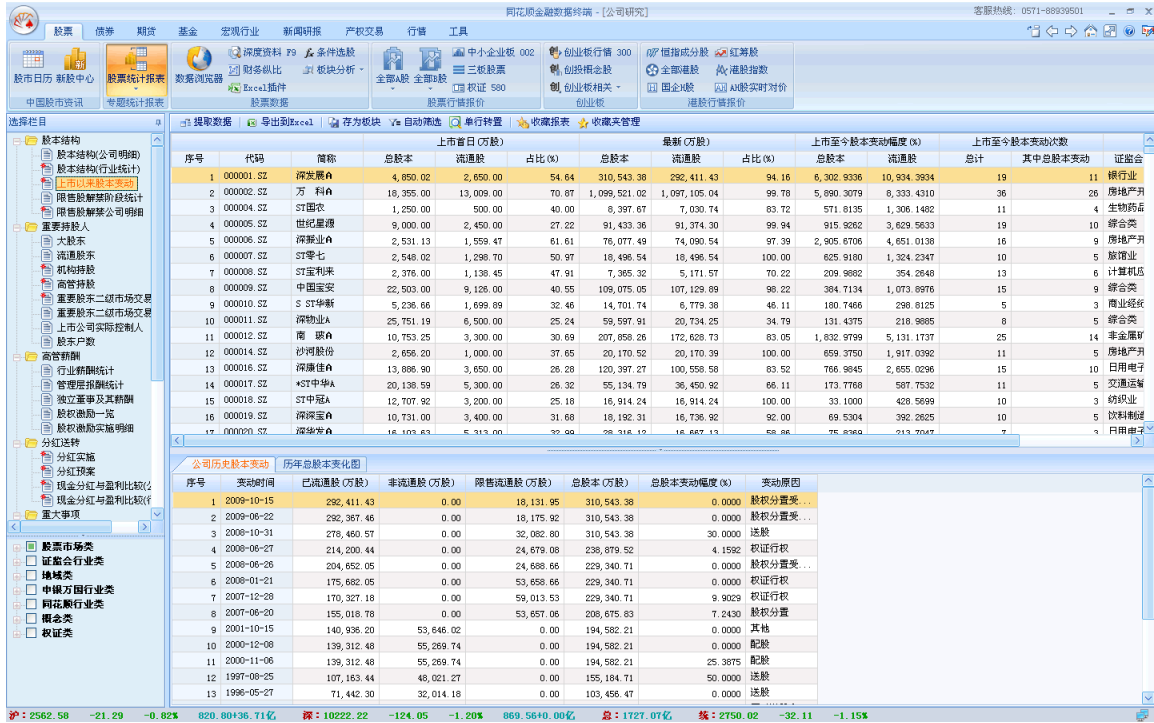 同花顺金融数据终端 - [公司研究]
客服热线: 0571-88939501
股票 债券 期货 基金 宏观行业 新闻研报 产权交易 行情 工具
股市日历 新股中心
中国股市资讯
股票统计报表
专题统计报表
数据浏览器
深度资料 F9 条件选股
财务纵比 板块分析
Excel插件
股票数据
全部A股 全部B股
中小企业板 002
三板股票
权证 580
股票行情报价
创业板行情 300
创投概念股
创业板相关
创业板
恒指成分股 红筹股
全部港股 港股指数
国企H股 AH股实时对价
港股行情报价
选择栏目
股本结构
股本结构(公司明细)
股本结构(行业统计)
上市以来股本变动
限售股解禁阶段统计
限售股解禁公司明细
重要持股人
大股东
流通股东
机构持股
高管持股
重要股东二级市场交易
重要股东二级市场交易
上市公司实际控制人
股东户数
高管薪酬
行业薪酬统计
管理层报酬统计
独立董事及其薪酬
股权激励一览
股权激励实施明细
分红送转
分红实施
分红预案
现金分红与盈利比较(公
现金分红与盈利比较(行
重大事项
股票市场类
证监会行业类
地域类
申银万国行业类
同花顺行业类
概念类
权证类
提取数据 导出到Excel 存为板块 自动筛选 单行转置 收藏报表 收藏夹管理
上市首日(万股) 最新(万股) 上市至今股本变动幅度(%) 上市至今股本变动次数
序号 代码 简称 总股本 流通股 占比(%) 总股本 流通股 占比(%) 总股本 流通股 总计 其中总股本变动 证监会
1 000001.SZ 深发展A 4,850.02 2,650.00 54.64 310,543.38 292,411.43 94.16 6,302.9336 10,934.3934 19 11 银行业
2 000002.SZ 万 科A 18,355.00 13,009.00 70.87 1,099,521.02 1,097,105.04 99.78 5,890.3079 8,333.4310 36 26 房地产开
3 000004.SZ ST国农 1,250.00 500.00 40.00 8,397.67 7,030.74 83.72 571.8135 1,306.1482 11 4 生物药品
4 000005.SZ 世纪星源 9,000.00 2,450.00 27.22 91,433.36 91,374.30 99.94 915.9262 3,629.5633 19 10 综合类
5 000006.SZ 深振业A 2,531.13 1,559.47 61.61 76,077.49 74,090.54 97.39 2,905.6706 4,651.0138 16 9 房地产开
6 000007.SZ ST零七 2,548.02 1,298.70 50.97 18,496.54 18,496.54 100.00 625.9180 1,324.2347 10 5 旅馆业
7 000008.SZ ST宝利来 2,376.00 1,138.45 47.91 7,365.32 5,171.57 70.22 209.9882 354.2648 13 6 计算机应
8 000009.SZ 中国宝安 22,503.00 9,126.00 40.55 109,075.05 107,129.89 98.22 384.7134 1,073.8976 15 9 综合类
9 000010.SZ S ST华新 5,236.66 1,699.89 32.46 14,701.74 6,779.38 46.11 180.7466 298.8125 5 3 商业经纪
10 000011.SZ 深物业A 25,751.19 6,500.00 25.24 59,597.91 20,734.25 34.79 131.4375 218.9885 8 5 综合类
11 000012.SZ 南 玻A 10,753.25 3,300.00 30.69 207,858.26 172,628.73 83.05 1,832.9799 5,131.1737 25 14 非金属矿
12 000014.SZ 沙河股份 2,656.20 1,000.00 37.65 20,170.52 20,170.39 100.00 659.3750 1,917.0392 11 5 房地产开
13 000016.SZ 深康佳A 13,886.90 3,650.00 26.28 120,397.27 100,558.58 83.52 766.9845 2,655.0296 15 10 日用电子
14 000017.SZ *ST中华A 20,138.59 5,300.00 26.32 55,134.79 36,450.92 66.11 173.7768 587.7532 11 5 交通运输
15 000018.SZ ST中冠A 12,707.92 3,200.00 25.18 16,914.24 16,914.24 100.00 33.1000 428.5699 10 3 纺织业
16 000019.SZ 深深宝A 10,731.00 3,400.00 31.68 18,192.31 16,736.92 92.00 69.5304 392.2625 10 5 饮料制造
17 000020.SZ 深华发A 16,103.63 5,313.00 32.99 28,316.12 16,667.13 58.86 75.8369 213.7047 7 3 日用电子
公司历史股本变动 历年总股本变化图
序号 变动时间 已流通股(万股) 非流通股(万股) 限售流通股(万股) 总股本(万股) 总股本变动幅度(%) 变动原因
1 2009-10-15 292,411.43 0.00 18,131.95 310,543.38 0.0000 股权分置受...
2 2009-06-22 292,367.46 0.00 18,175.92 310,543.38 0.0000 股权分置受...
3 2008-10-31 278,460.57 0.00 32,082.80 310,543.38 30.0000 送股
4 2008-06-27 214,200.44 0.00 24,679.08 238,879.52 4.1592 权证行权
5 2008-06-26 204,652.05 0.00 24,688.66 229,340.71 0.0000 股权分置受...
6 2008-01-21 175,682.05 0.00 53,658.66 229,340.71 0.0000 权证行权
7 2007-12-28 170,327.18 0.00 59,013.53 229,340.71 9.9029 权证行权
8 2007-06-20 155,018.78 0.00 53,657.06 208,675.83 7.2430 股权分置
9 2001-10-15 140,936.20 53,646.02 0.00 194,582.21 0.0000 其他
10 2000-12-08 139,312.48 55,269.74 0.00 194,582.21 0.0000 配股
11 2000-11-06 139,312.48 55,269.74 0.00 194,582.21 25.3875 配股
12 1997-08-25 107,163.44 48,021.27 0.00 155,184.71 50.0000 送股
13 1996-05-27 71,442.30 32,014.18 0.00 103,456.47 0.0000 送股
沪:2562.58 -21.29 -0.82% 820.80+36.71亿 深:10222.22 -124.05 -1.20% 869.56+0.00亿 总:1727.07亿 统:2750.02 -32.11 -1.15%